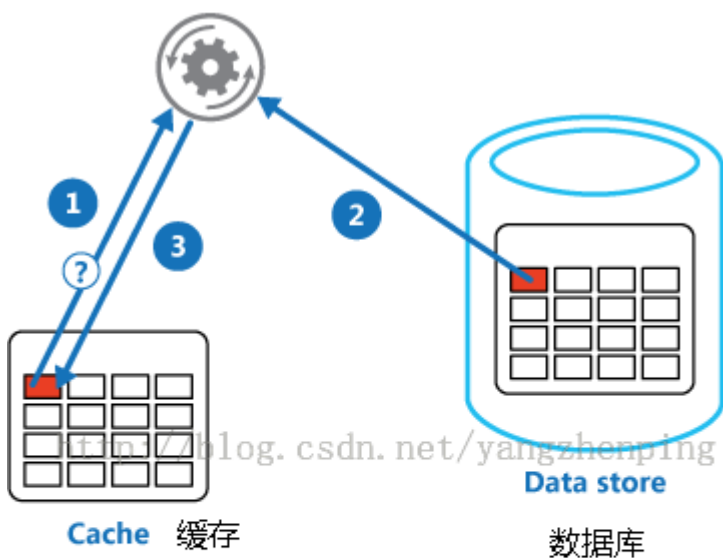 1
2
3
?
http://blog.csdn.net/yangzhenping
Data store
Cache 缓存
数据库